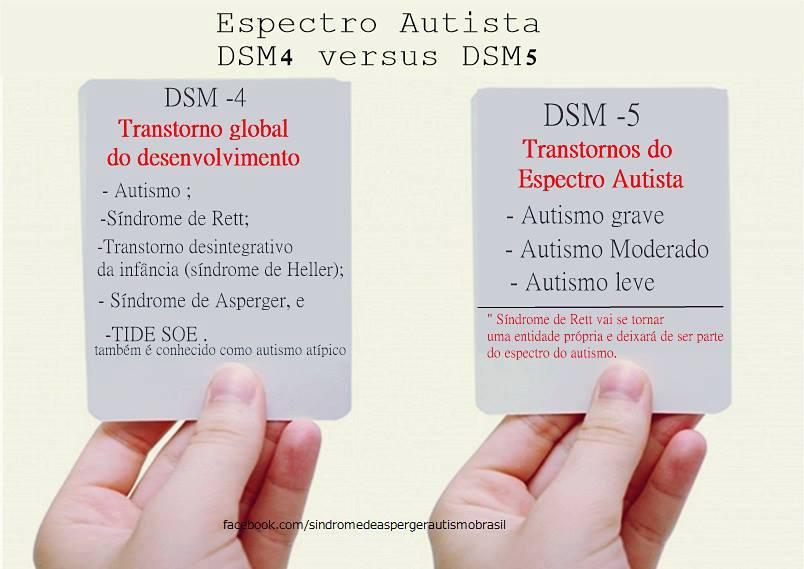 Espectro Autista
DSM4 versus DSM5
DSM -4
Transtorno global
do desenvolvimento
- Autismo ;
-Síndrome de Rett;
-Transtorno desintegrativo
da infância (síndrome de Heller);
- Síndrome de Asperger, e
-TIDE SOE .
também é conhecido como autismo atípico
DSM -5
Transtornos do
Espectro Autista
- Autismo grave
- Autismo Moderado
- Autismo leve
" Síndrome de Rett vai se tornar
uma entidade própria e deixará de ser parte
do espectro do autismo.
facebook.com/sindromedeaspergerautismobrasil